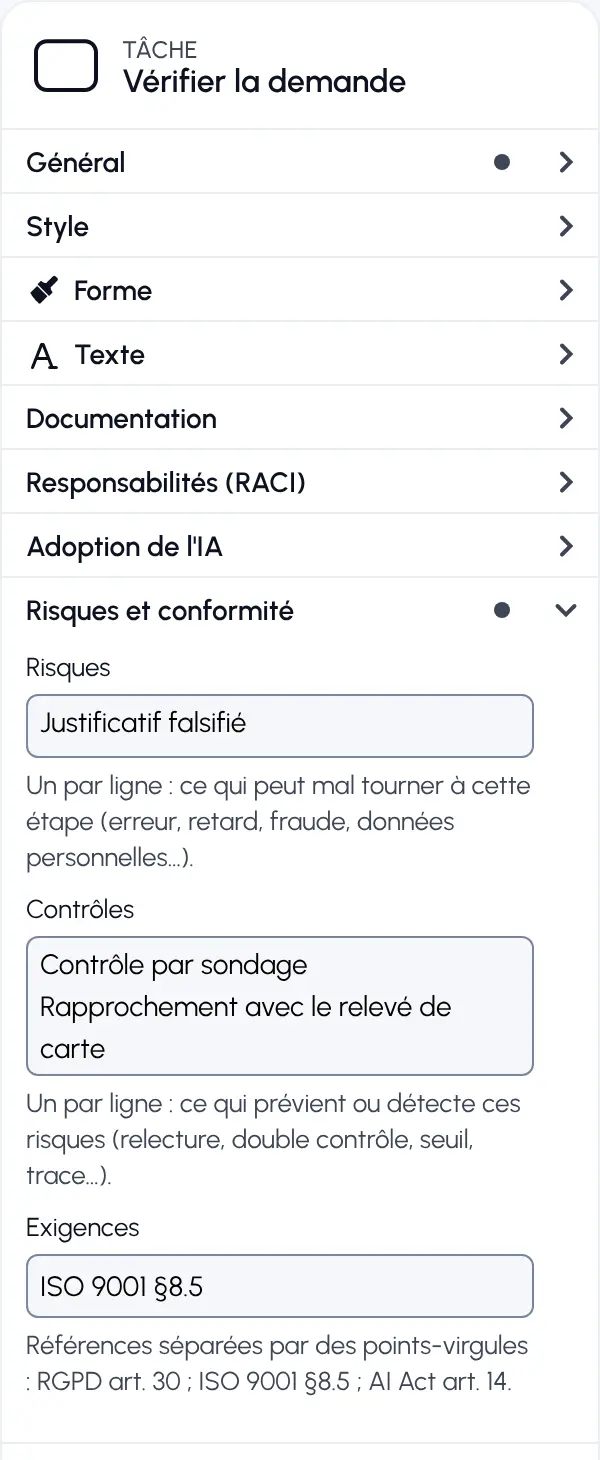 TÂCHE
Vérifier la demande
Général
Style
Forme
Texte
Documentation
Responsabilités (RACI)
Adoption de l'IA
Risques et conformité
Risques
Justificatif falsifié
Un par ligne : ce qui peut mal tourner à cette
étape (erreur, retard, fraude, données
personnelles…).
Contrôles
Contrôle par sondage
Rapprochement avec le relevé de
carte
Un par ligne : ce qui prévient ou détecte ces
risques (relecture, double contrôle, seuil,
trace…).
Exigences
ISO 9001 §8.5
Références séparées par des points-virgules
: RGPD art. 30 ; ISO 9001 §8.5 ; AI Act art. 14.